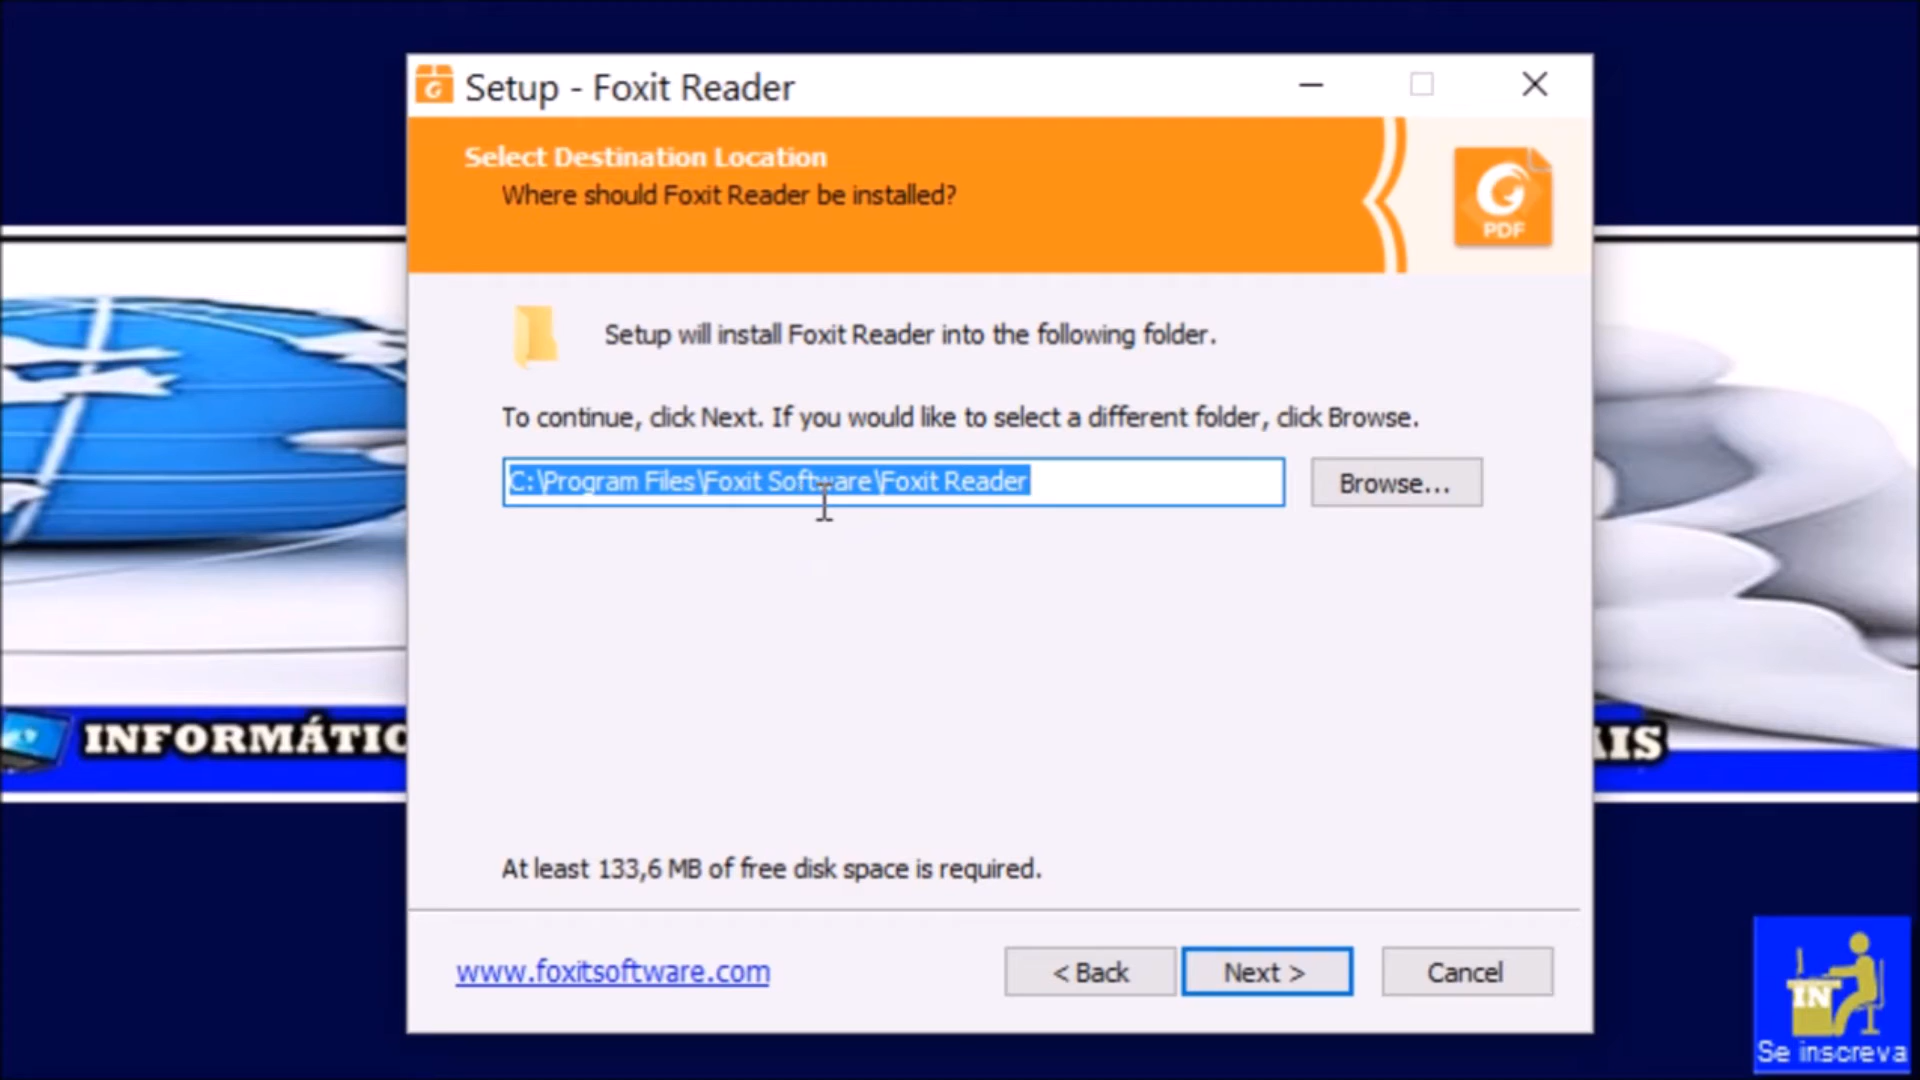 Setup - Foxit Reader
Select Destination Location
Where should Foxit Reader be installed?
PDF
Setup will install Foxit Reader into the following folder.
To continue, click Next. If you would like to select a different folder, click Browse.
C:\Program Files\Foxit Software\Foxit Reader
Browse...
INFORMÁTIC
AIS
At least 133,6 MB of free disk space is required.
www.foxitsoftware.com
< Back
Next >
Cancel
IN
Se inscreva